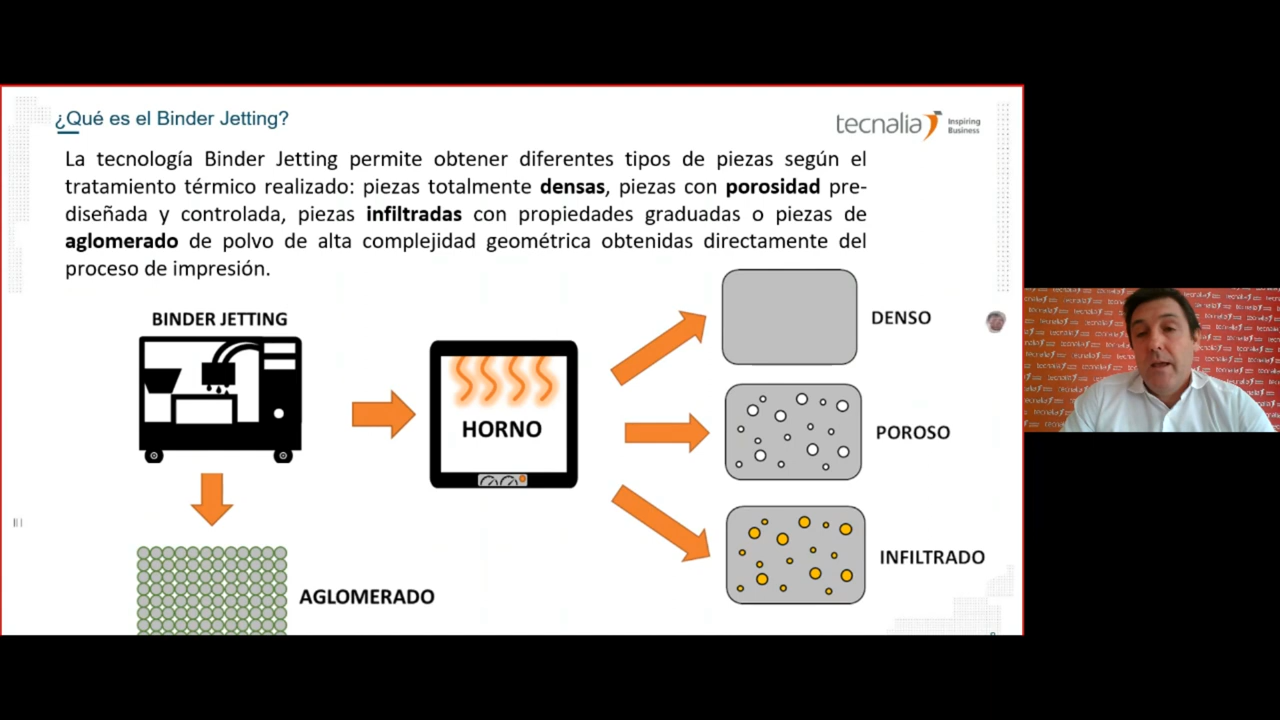 ¿Qué es el Binder Jetting?
tecnalia Inspiring
Business
La tecnología Binder Jetting permite obtener diferentes tipos de piezas según el
tratamiento térmico realizado: piezas totalmente densas, piezas con porosidad pre-
diseñada y controlada, piezas infiltradas con propiedades graduadas o piezas de
aglomerado de polvo de alta complejidad geométrica obtenidas directamente del
proceso de impresión.
BINDER JETTING
HORNO
DENSO
POROSO
INFILTRADO
AGLOMERADO